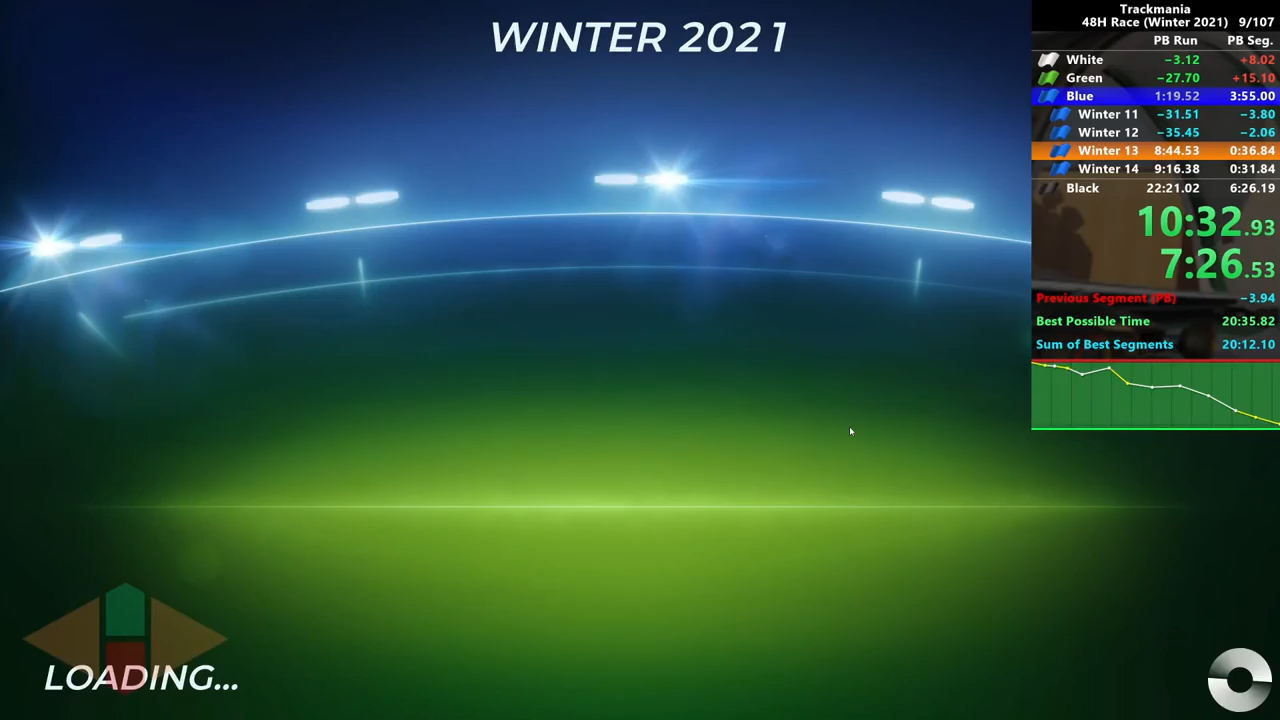 WINTER 2021
Trackmania
48H Race (Winter 2021) 9/107
PB Run PB Seg.
White −3.12 +8.02
Green −27.70 +15.10
Blue 1:19.52 3:55.00
Winter 11 −31.51 −3.80
Winter 12 −35.45 −2.06
Winter 13 8:44.53 0:36.84
Winter 14 9:16.38 0:31.84
Black 22:21.02 6:26.19
10:32.93
7:26.53
Previous Segment (PB) −3.94
Best Possible Time 20:35.82
Sum of Best Segments 20:12.10
LOADING...